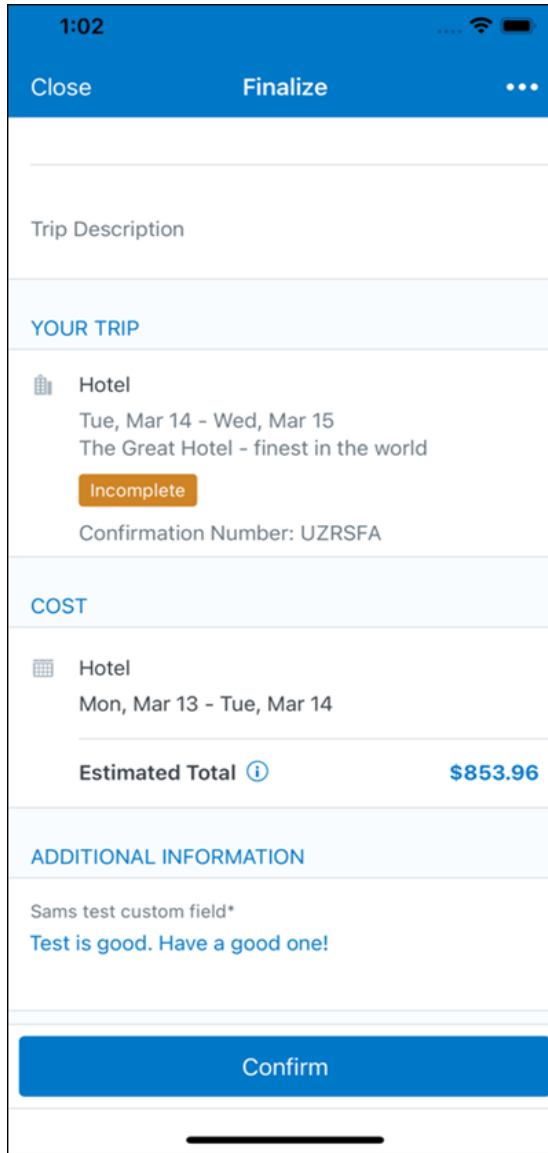 1:02
Close Finalize
Trip Description
YOUR TRIP
Hotel
Tue, Mar 14 - Wed, Mar 15
The Great Hotel - finest in the world
Incomplete
Confirmation Number: UZRSFA
COST
Hotel
Mon, Mar 13 - Tue, Mar 14
Estimated Total $853.96
ADDITIONAL INFORMATION
Sams test custom field*
Test is good. Have a good one!
Confirm